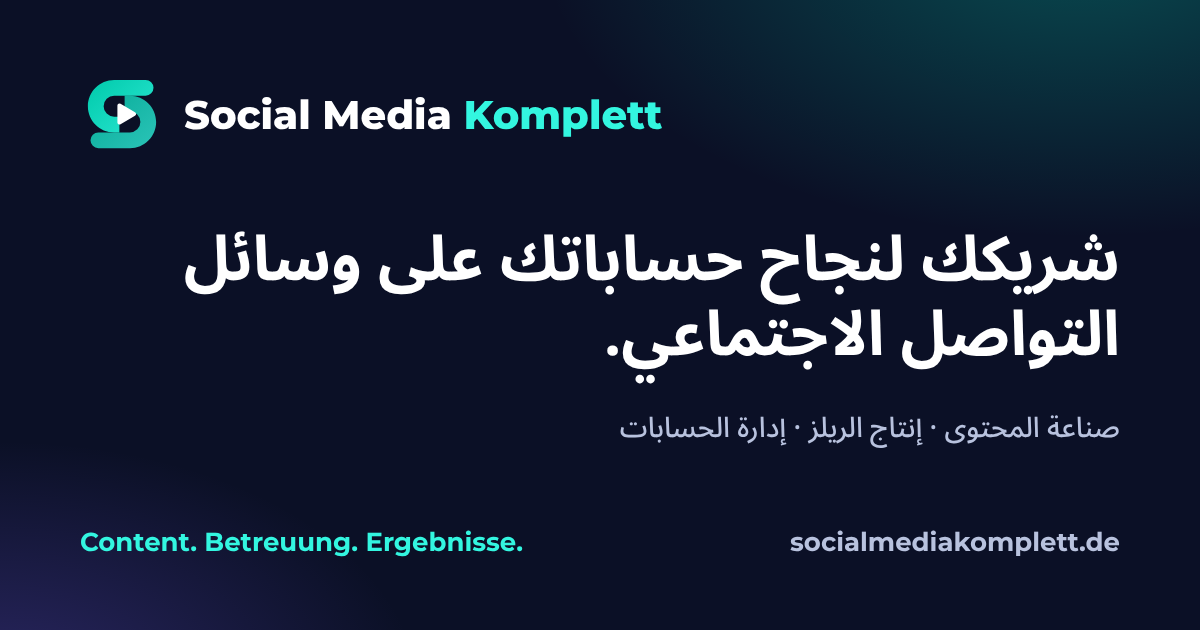 Social Media Komplett
شريكك لنجاح حساباتك على وسائل
التواصل الاجتماعي.
صناعة المحتوى · إنتاج الريلز · إدارة الحسابات
Content. Betreuung. Ergebnisse.
socialmediakomplett.de